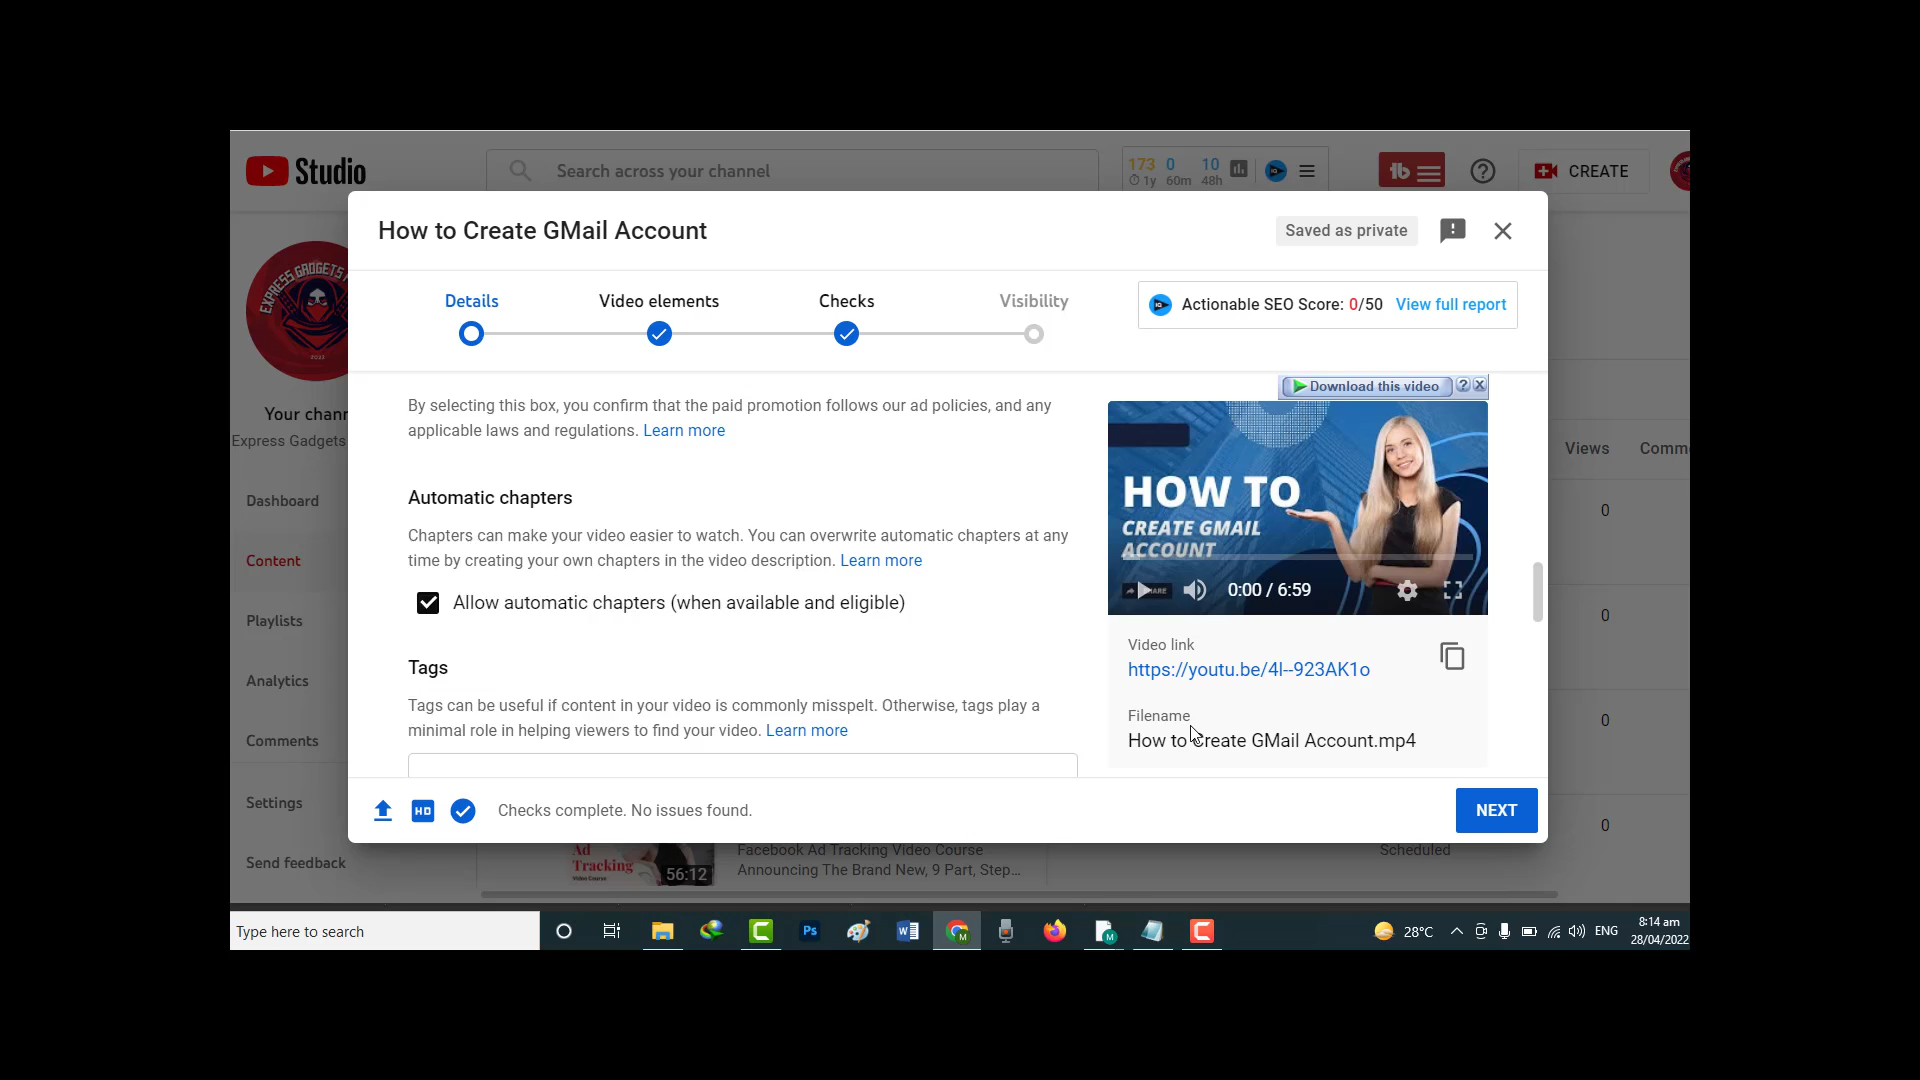 Studio
Search across your channel
173 0 10
1y 60m 48h
CREATE
How to Create GMail Account
Saved as private
Details
Video elements
Checks
Visibility
Actionable SEO Score: 0/50 View full report
EXPRESS GADGETS
2022
Your chann
Express Gadgets
Dashboard
Content
Playlists
Analytics
Comments
Settings
Send feedback
By selecting this box, you confirm that the paid promotion follows our ad policies, and any
applicable laws and regulations. Learn more
Automatic chapters
Chapters can make your video easier to watch. You can overwrite automatic chapters at any
time by creating your own chapters in the video description. Learn more
Allow automatic chapters (when available and eligible)
Tags
Tags can be useful if content in your video is commonly misspelt. Otherwise, tags play a
minimal role in helping viewers to find your video. Learn more
Download this video
HOW TO
CREATE GMAIL
ACCOUNT
0:00 / 6:59
Video link
https://youtu.be/4l--923AK1o
Filename
How to Create GMail Account.mp4
Views Comme
0
0
0
0
HD
Checks complete. No issues found.
NEXT
Ad
Tracking
Video Course
56:12
Facebook Ad Tracking Video Course
Announcing The Brand New, 9 Part, Step...
Scheduled
Type here to search
Ps
28°C
ENG
8:14 am
28/04/2022